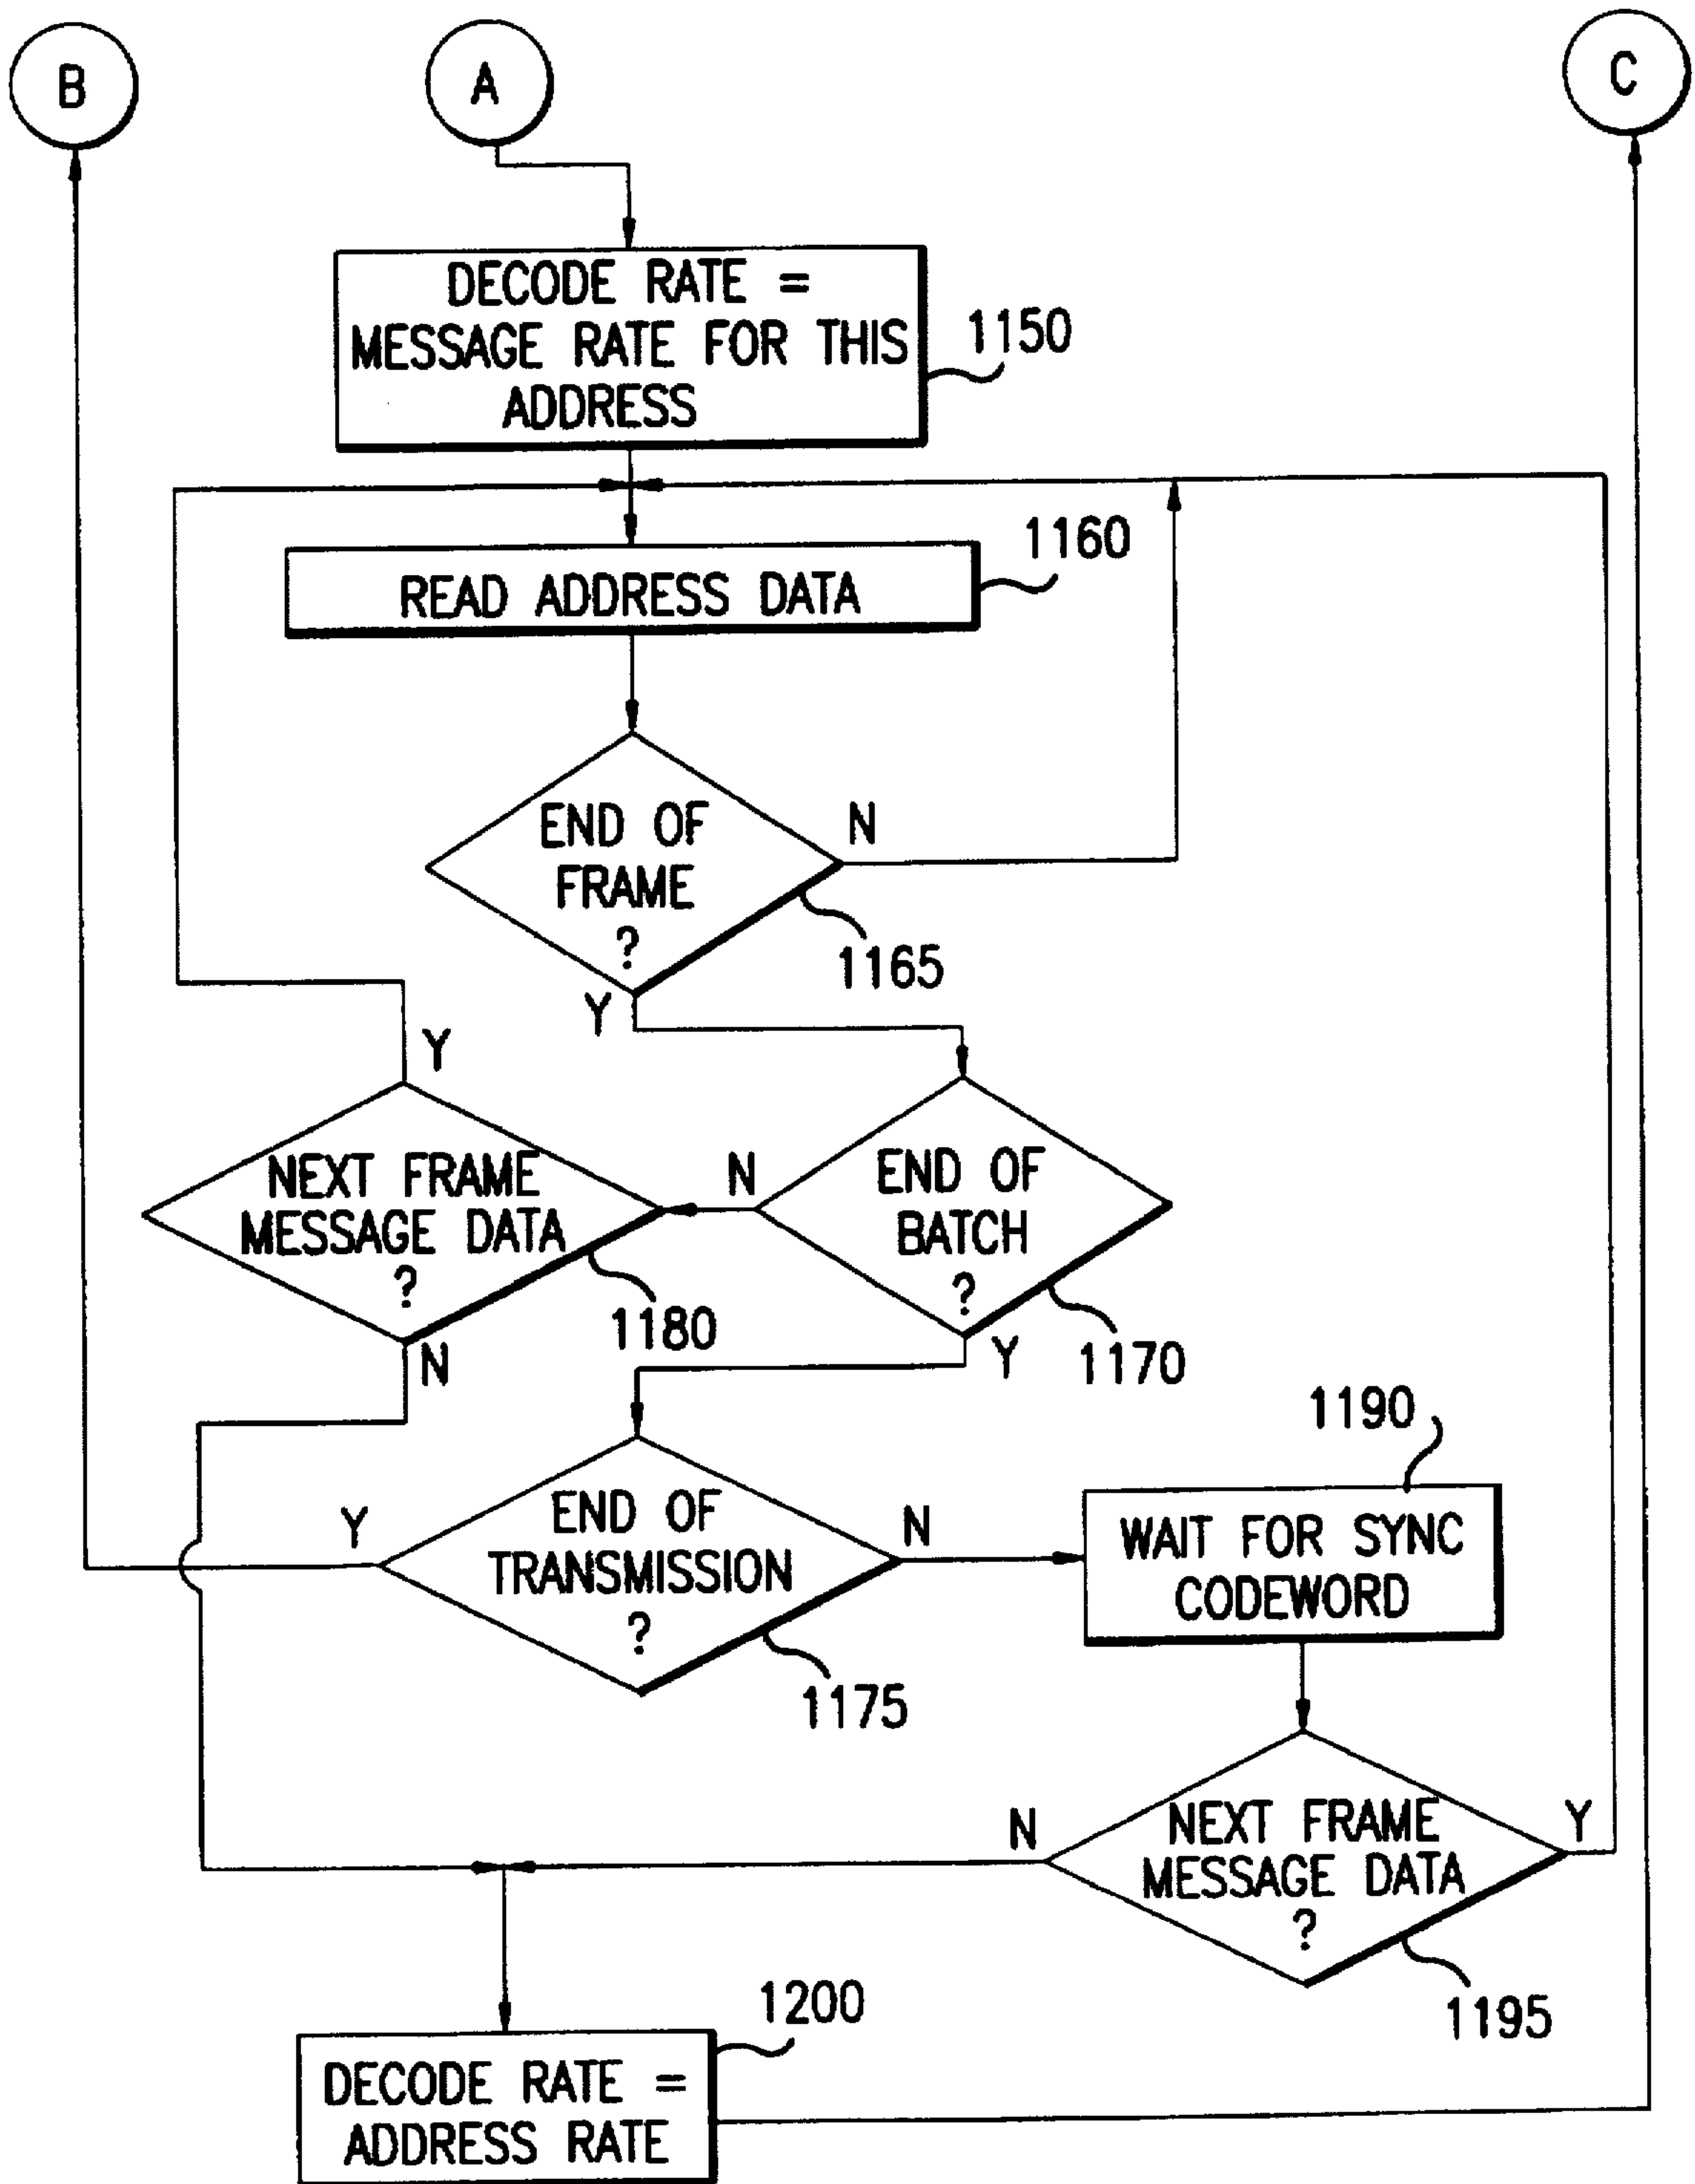 B
A
C
DECODE RATE =
MESSAGE RATE FOR THIS
ADDRESS
1150
1160
READ ADDRESS DATA
END OF
FRAME
?
N
1165
Y
Y
NEXT FRAME
MESSAGE DATA
?
1180
N
N
END OF
BATCH
?
1170
Y
1190
Y
END OF
TRANSMISSION
?
N
1175
WAIT FOR SYNC
CODEWORD
N
NEXT FRAME
MESSAGE DATA
?
Y
1195
1200
DECODE RATE =
ADDRESS RATE